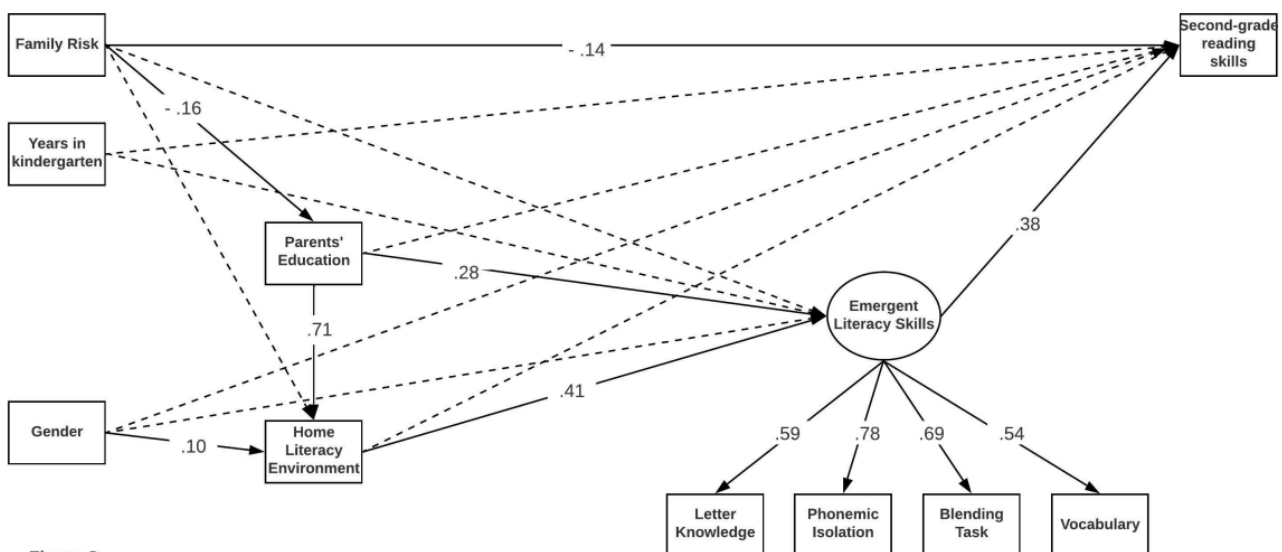 Family Risk
- .14
Second-grade
reading
skills
- .16
Years in
kindergarten
Parents'
Education
.28
.38
Emergent
Literacy Skills
.71
.41
Gender
.10
Home
Literacy
Environment
.59
.78
.69
.54
Letter
Knowledge
Phonemic
Isolation
Blending
Task
Vocabulary